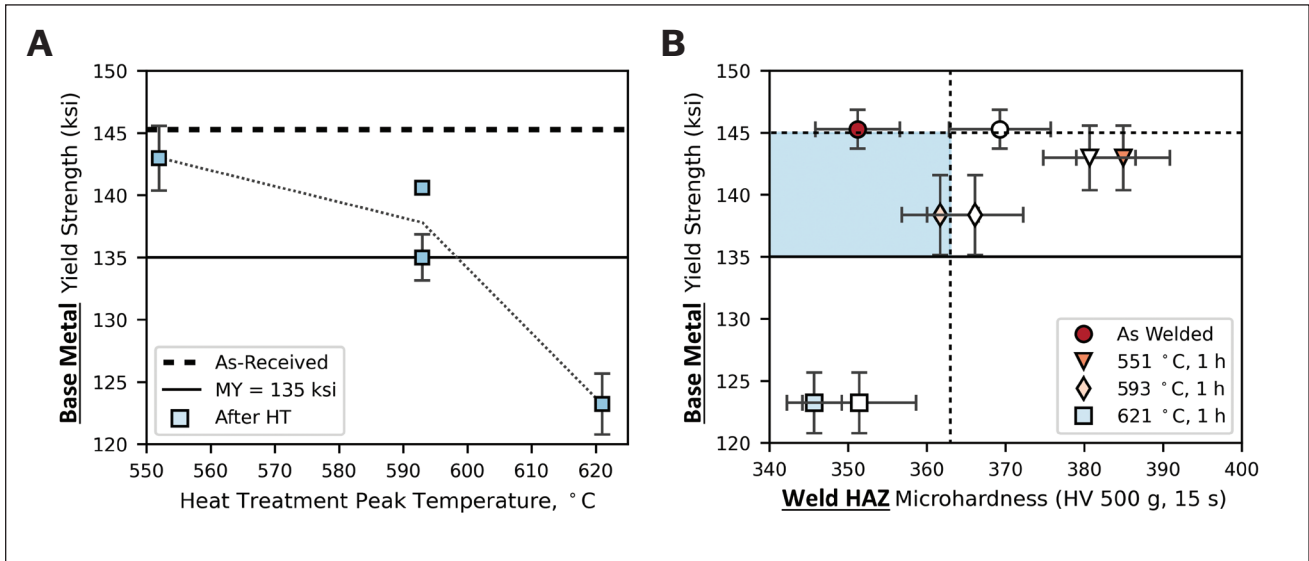 A
Base Metal Yield Strength (ksi)
150
145
140
135
130
125
120
As-Received
MY = 135 ksi
After HT
550 560 570 580 590 600 610 620
Heat Treatment Peak Temperature, °C
B
Base Metal Yield Strength (ksi)
150
145
140
135
130
125
120
As Welded
551 °C, 1 h
593 °C, 1 h
621 °C, 1 h
340 350 360 370 380 390 400
Weld HAZ Microhardness (HV 500 g, 15 s)